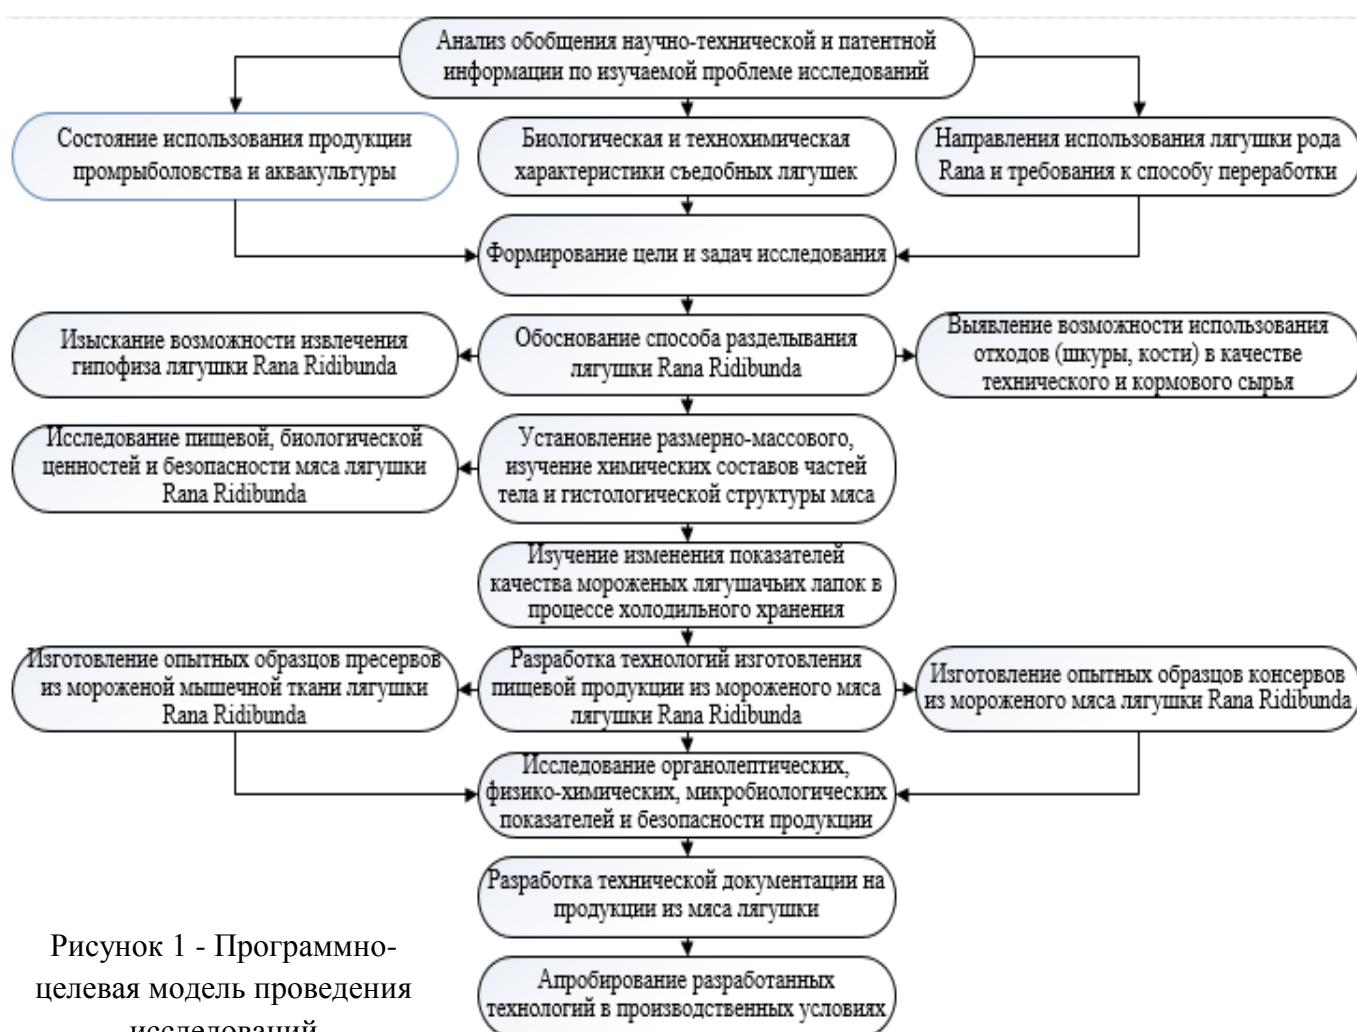 Анализ обобщения научно-технической и патентной
информации по изучаемой проблеме исследований
Состояние использования продукции
промрыболовства и аквакультуры
Биологическая и технохимическая
характеристики съедобных лягушек
Направления использования лягушки рода
Rana и требования к способу переработки
Формирование цели и задач исследования
Изыскание возможности извлечения
гипофиза лягушки Rana Ridibunda
Обоснование способа разделывания
лягушки Rana Ridibunda
Выявление возможности использования
отходов (шкуры, кости) в качестве
технического и кормового сырья
Исследование пищевой, биологической
ценностей и безопасности мяса лягушки
Rana Ridibunda
Установление размерно-массового,
изучение химических составов частей
тела и гистологической структуры мяса
Изучение изменения показателей
качества мороженых лягушачьих лапок в
процессе холодильного хранения
Изготовление опытных образцов пресервов
из мороженой мышечной ткани лягушки
Rana Ridibunda
Разработка технологий изготовления
пищевой продукции из мороженого мяса
лягушки Rana Ridibunda
Изготовление опытных образцов консервов
из мороженого мяса лягушки Rana Ridibunda
Исследование органолептических,
физико-химических, микробиологических
показателей и безопасности продукции
Разработка технической документации на
продукции из мяса лягушки
Апробирование разработанных
технологий в производственных условиях
Рисунок 1 - Программно-
целевая модель проведения
исследований